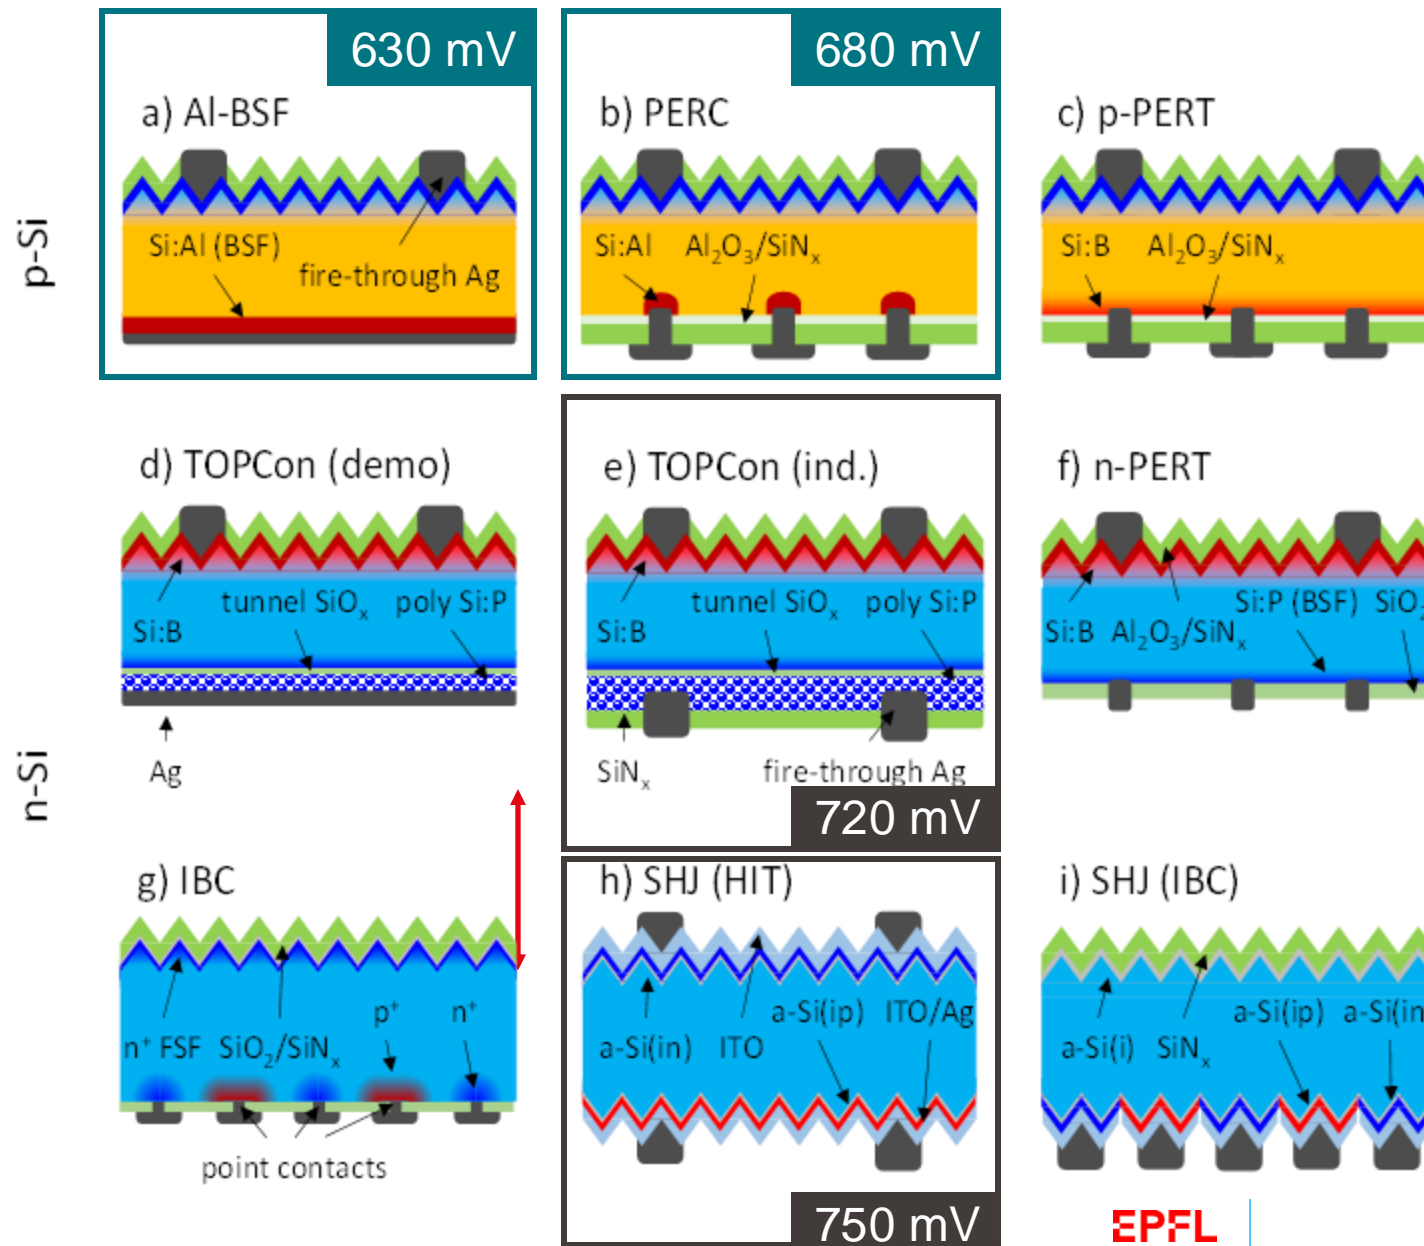 630 mV
680 mV
a) Al-BSF
b) PERC
c) p-PERT
p-Si
Si:Al (BSF)
fire-through Ag
Si:Al
Al₂O₃/SiNₓ
Si:B
Al₂O₃/SiNₓ
d) TOPCon (demo)
e) TOPCon (ind.)
f) n-PERT
tunnel SiOₓ
poly Si:P
Si:B
tunnel SiOₓ
poly Si:P
Si:B
Si:P (BSF)
SiO₂
Si:B
Al₂O₃/SiNₓ
n-Si
Ag
SiNₓ
fire-through Ag
720 mV
g) IBC
h) SHJ (HIT)
i) SHJ (IBC)
p⁺
n⁺
n⁺ FSF
SiO₂/SiNₓ
a-Si(ip)
ITO/Ag
a-Si(in)
ITO
a-Si(ip)
a-Si(in
a-Si(i)
SiNₓ
point contacts
750 mV
EPFL